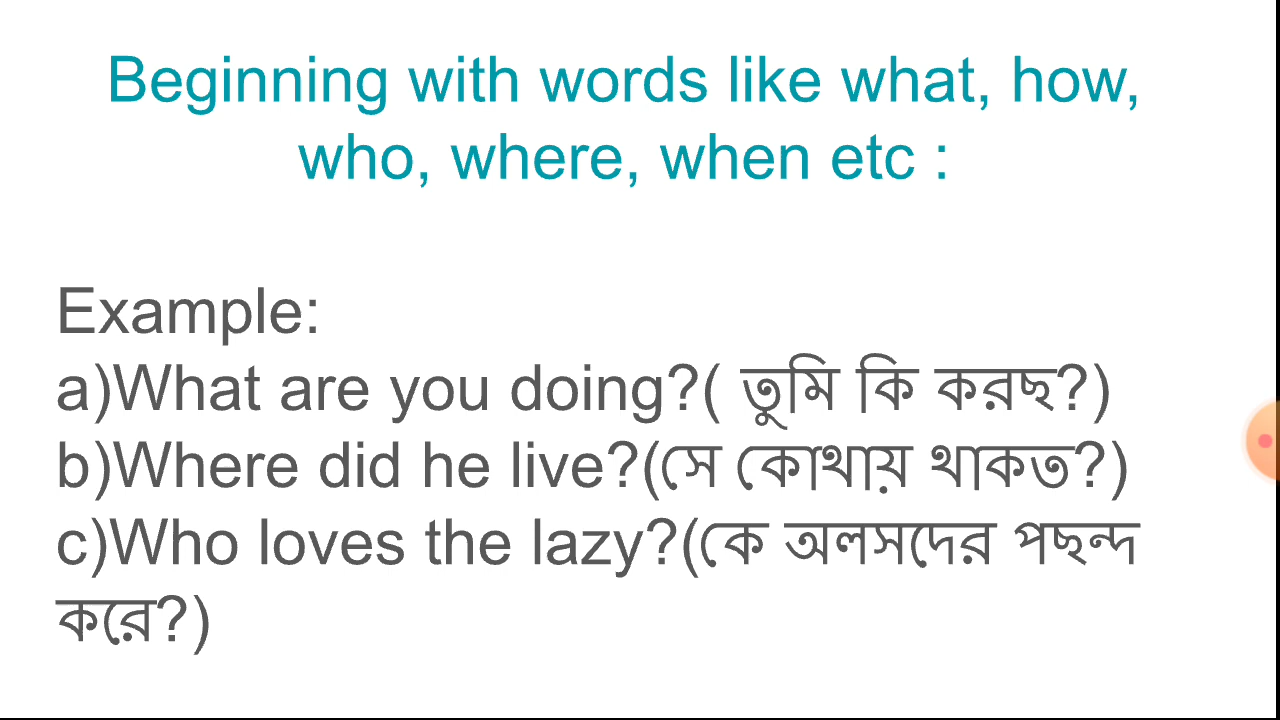 Beginning with words like what, how,
who, where, when etc :
Example:
a)What are you doing?( তুমি কি করছ?)
b)Where did he live?(সে কোথায় থাকত?)
c)Who loves the lazy?(কে অলসদের পছন্দ
করে?)